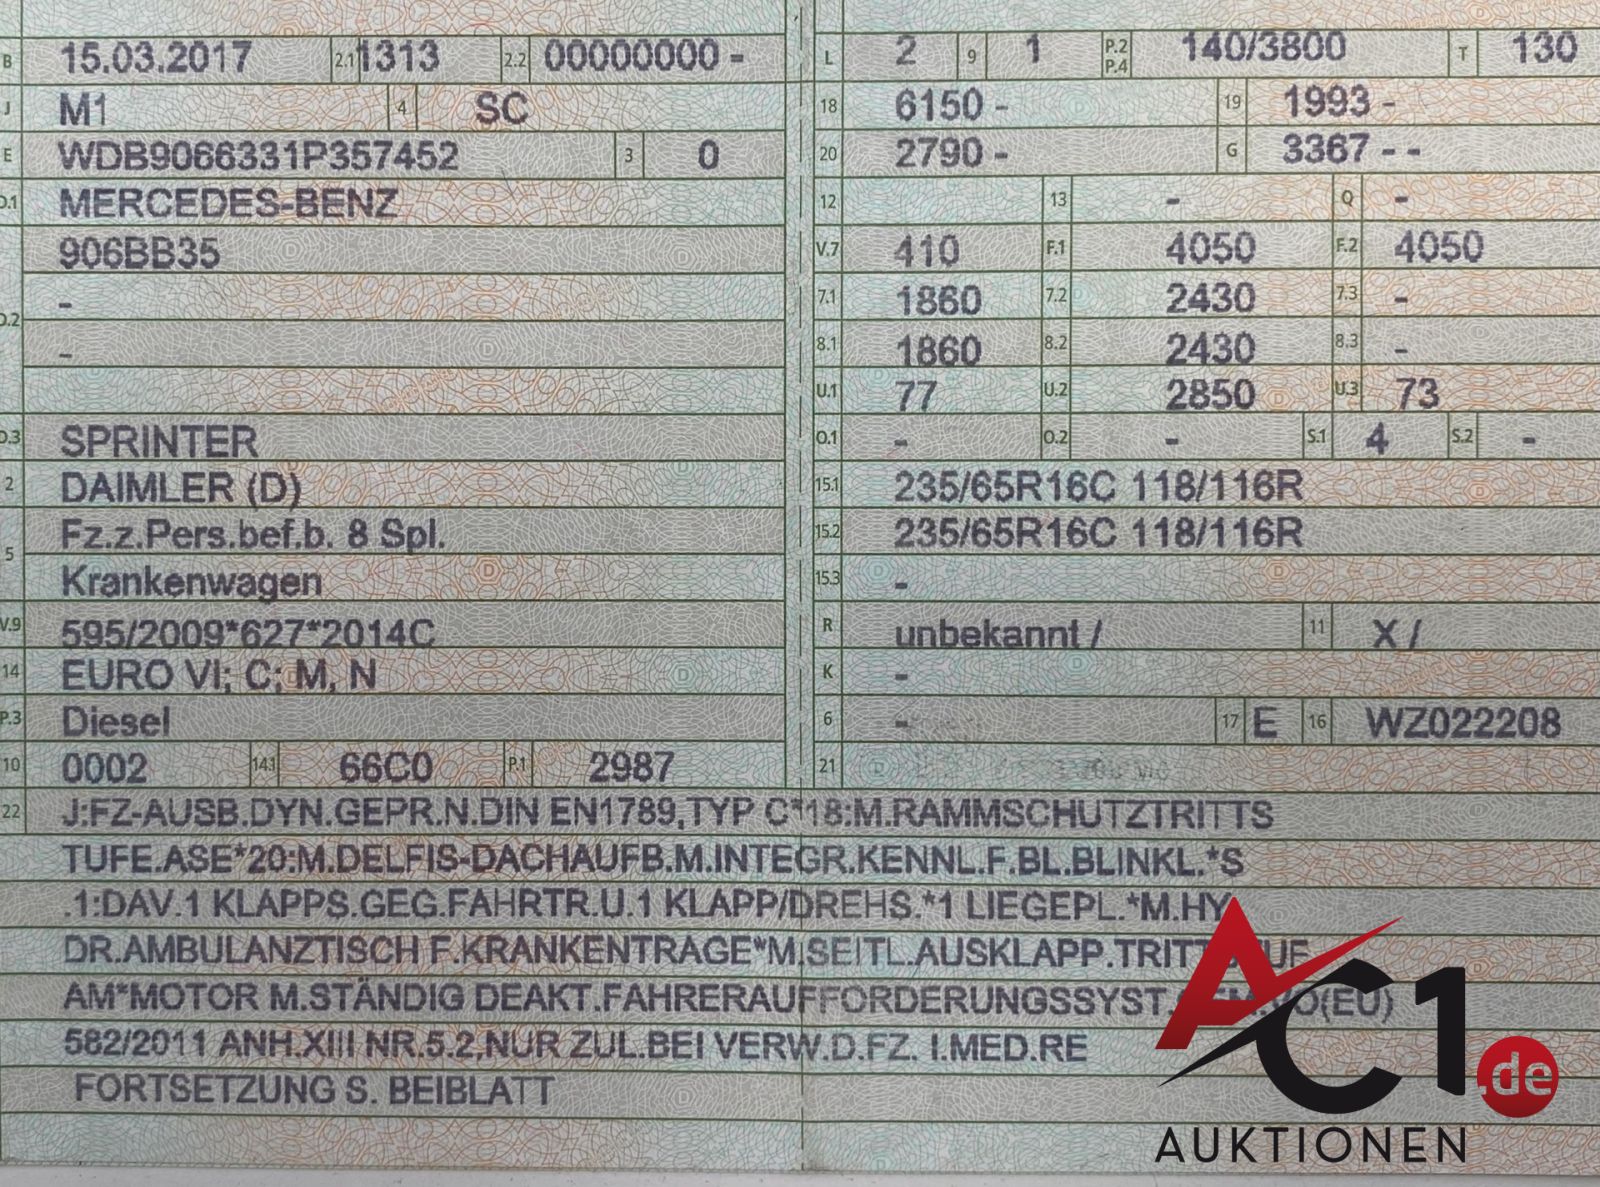 B 15.03.2017 2.1 1313 2.2 00000000 -
J M1 4 SC
E WDB9066331P357452 3 0
D.1 MERCEDES-BENZ
906BB35
-
D.2
-
D.3 SPRINTER
2 DAIMLER (D)
Fz.z.Pers.bef.b. 8 Spl.
5
Krankenwagen
V.9 595/2009*627*2014C
14 EURO VI; C; M, N
P.3 Diesel
10 0002 14.1 66C0 P.1 2987
L 2 9 1 P.2 P.4 140/3800 T 130
18 6150 - 19 1993 -
20 2790 - G 3367 - -
12 13 - Q -
V.7 410 F.1 4050 F.2 4050
7.1 1860 7.2 2430 7.3 -
8.1 1860 8.2 2430 8.3 -
U.1 77 U.2 2850 U.3 73
O.1 - O.2 - S.1 4 S.2 -
15.1 235/65R16C 118/116R
15.2 235/65R16C 118/116R
15.3 -
R unbekannt / 11 X /
K -
6 - 17 E 16 WZ022208
21
22 J:FZ-AUSB.DYN.GEPR.N.DIN EN1789,TYP C*18:M.RAMMSCHUTZTRITTS
TUFE.ASE*20:M.DELFIS-DACHAUFB.M.INTEGR.KENNL.F.BL.BLINKL.*S
.1:DAV.1 KLAPPS.GEG.FAHRTR.U.1 KLAPP/DREHS.*1 LIEGEPL.*M.HY
DR.AMBULANZTISCH F.KRANKENTRAGE*M.SEITL.AUSKLAPP.TRITTSTUF
AM*MOTOR M.STÄNDIG DEAKT.FAHRERAUFFORDERUNGSSYST.GEM.VO(EU)
582/2011 ANH.XIII NR.5.2,NUR ZUL.BEI VERW.D.FZ. I.MED.RE
FORTSETZUNG S. BEIBLATT
AC1.de
AUKTIONEN